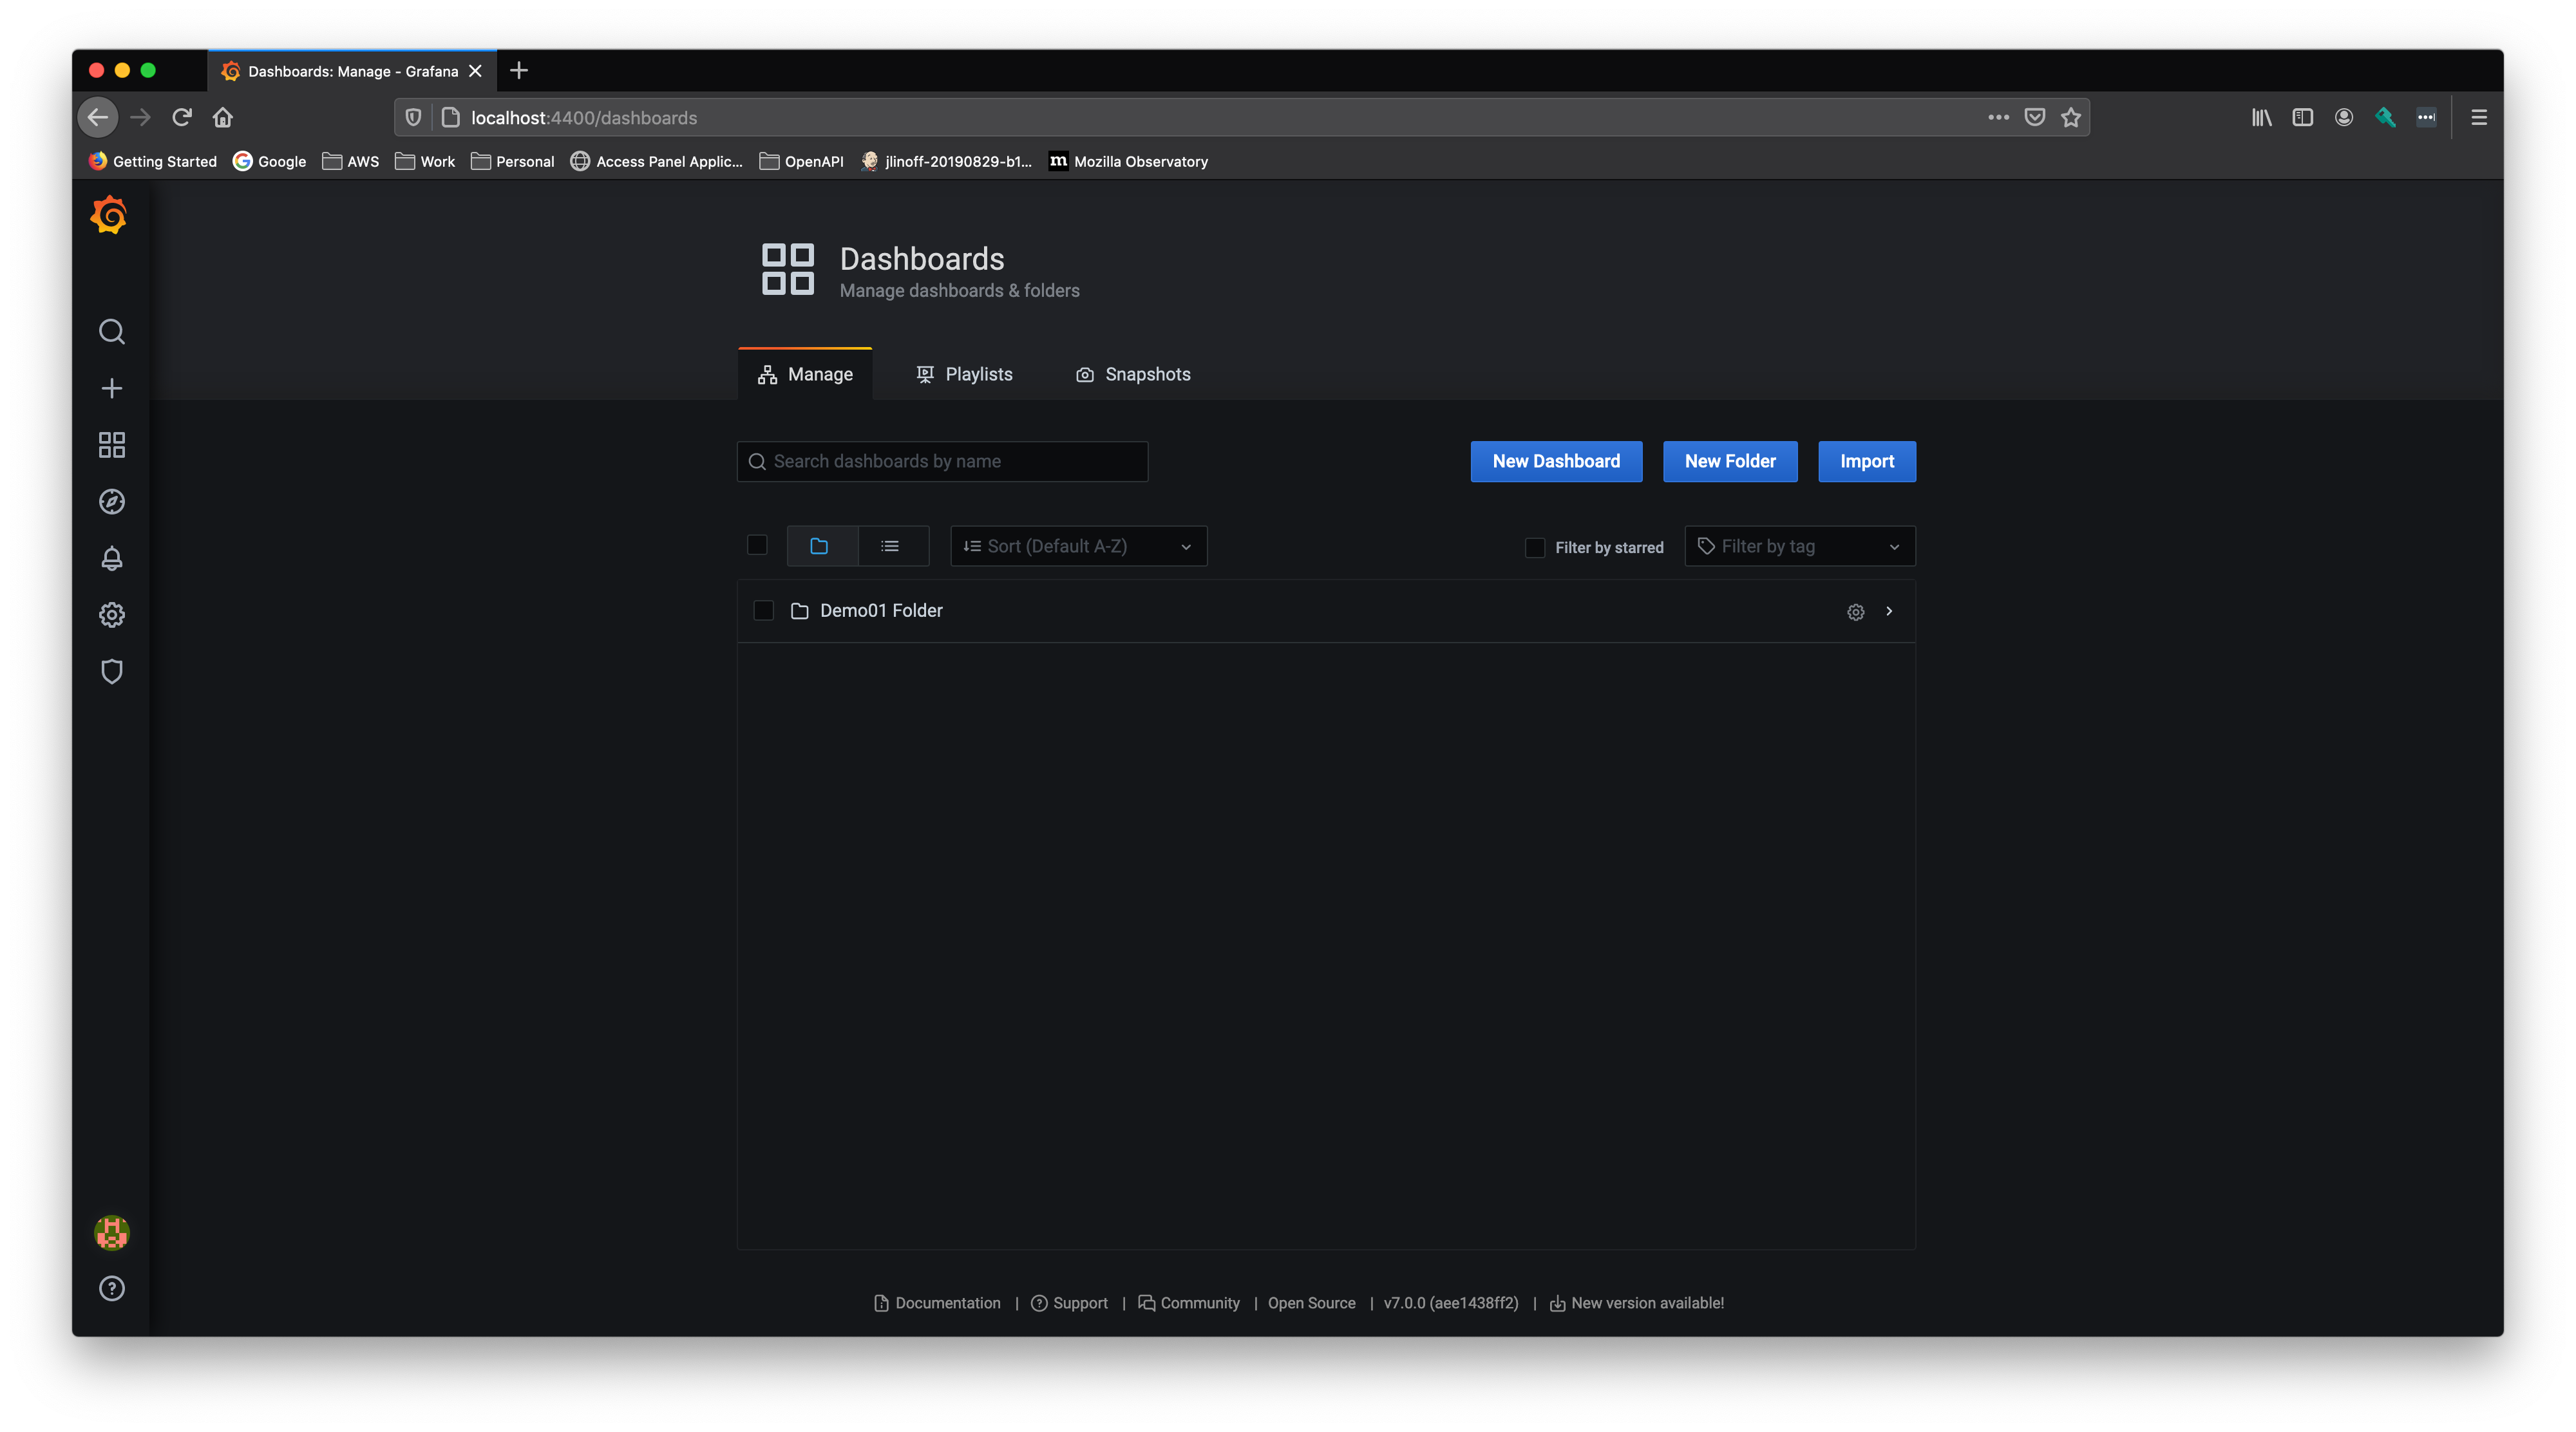 Dashboards: Manage - Grafana
localhost:4400/dashboards
Getting Started Google AWS Work Personal Access Panel Applic... OpenAPI jlinoff-20190829-b1... m Mozilla Observatory
Dashboards
Manage dashboards & folders
Manage Playlists Snapshots
Search dashboards by name New Dashboard New Folder Import
Sort (Default A-Z) Filter by starred Filter by tag
Demo01 Folder
Documentation | Support | Community | Open Source | v7.0.0 (aee1438ff2) | New version available!